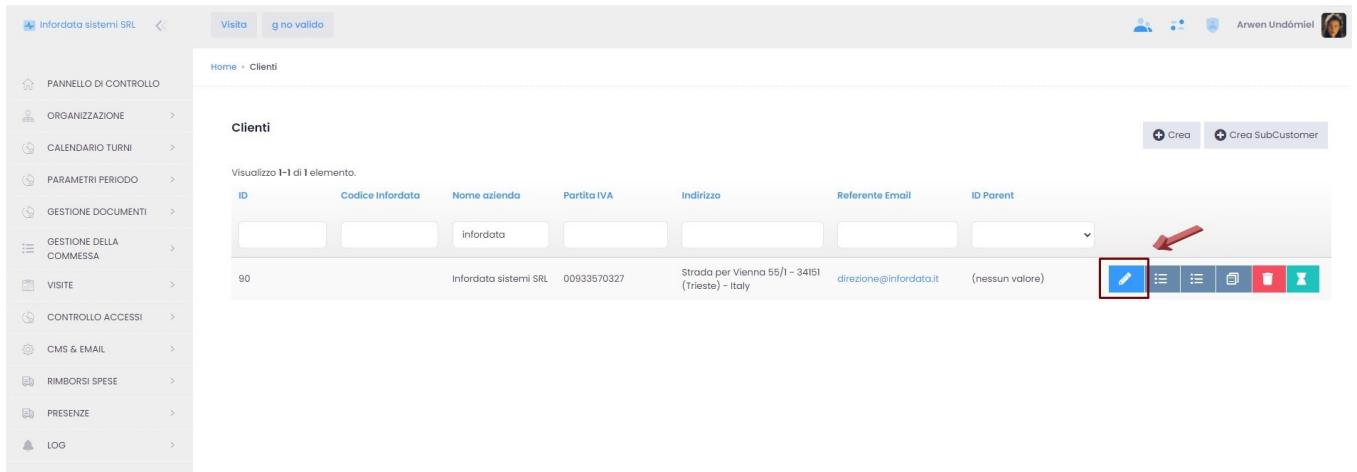 Infordata sistemi SRL
Visita
g no valido
Arwen Undómiel
Home
Clienti
PANNELLO DI CONTROLLO
ORGANIZZAZIONE
CALENDARIO TURNI
PARAMETRI PERIODO
GESTIONE DOCUMENTI
GESTIONE DELLA
COMMESSA
VISITE
CONTROLLO ACCESSI
CMS & EMAIL
RIMBORSI SPESE
PRESENZE
LOG
Clienti
Crea
Crea SubCustomer
Visualizzo 1-1 di 1 elemento.
ID Codice Infordata Nome azienda Partita IVA Indirizzo Referente Email ID Parent
infordata
90 Infordata sistemi SRL 00933570327 Strada per Vienna 55/1 - 34151 direzione@infordata.it (nessun valore)
(Trieste) - Italy